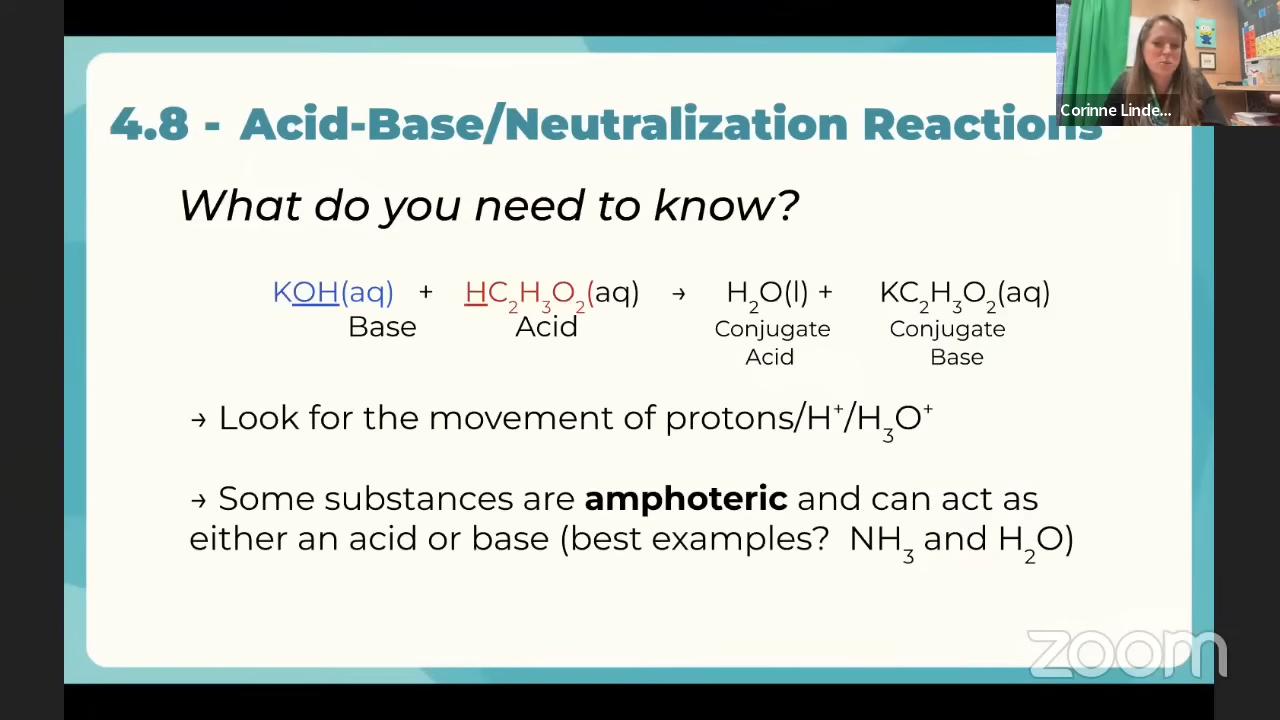 4.8 - Acid-Base/Neutralization Reactions
Corinne Linde...
What do you need to know?
KOH(aq) + HC₂H₃O₂(aq) → H₂O(l) + KC₂H₃O₂(aq)
Base Acid Conjugate Conjugate
Acid Base
→ Look for the movement of protons/H⁺/H₃O⁺
→ Some substances are amphoteric and can act as
either an acid or base (best examples? NH₃ and H₂O)
zoom